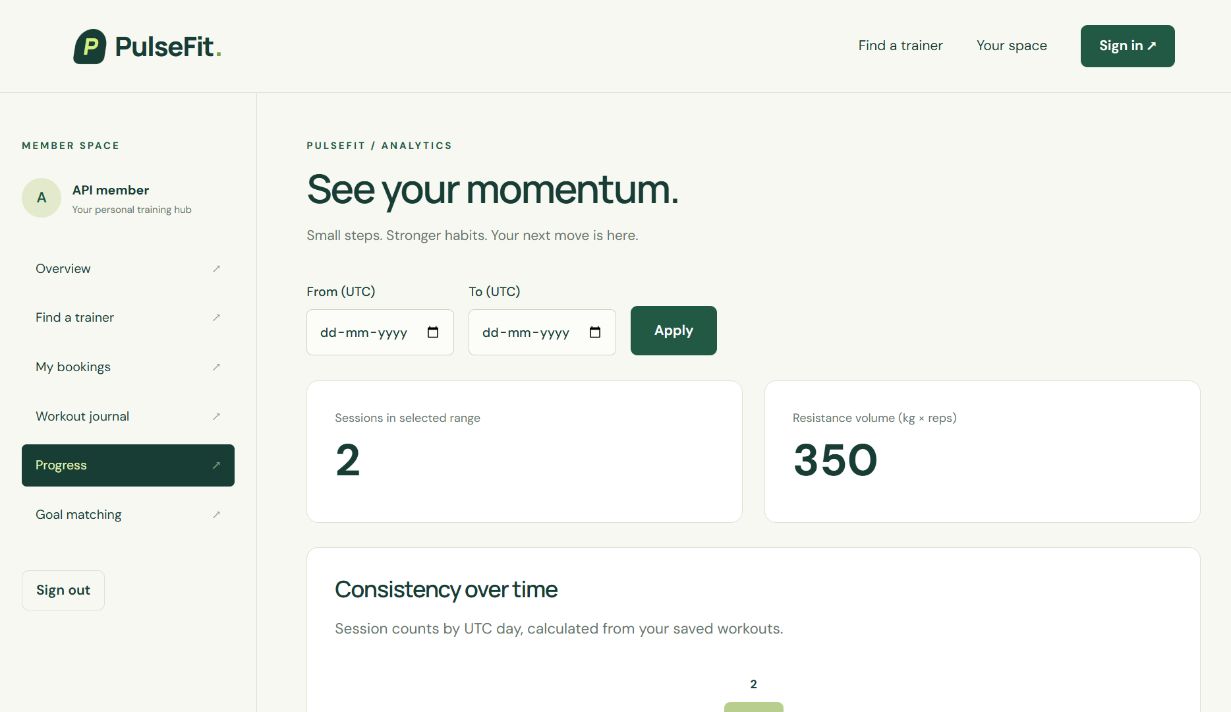 P PulseFit.
Find a trainer
Your space
Sign in ↗
MEMBER SPACE
A
API member
Your personal training hub
Overview ↗
Find a trainer ↗
My bookings ↗
Workout journal ↗
Progress ↗
Goal matching ↗
Sign out
PULSEFIT / ANALYTICS
See your momentum.
Small steps. Stronger habits. Your next move is here.
From (UTC)
To (UTC)
dd-mm-yyyy
dd-mm-yyyy
Apply
Sessions in selected range
2
Resistance volume (kg × reps)
350
Consistency over time
Session counts by UTC day, calculated from your saved workouts.
2